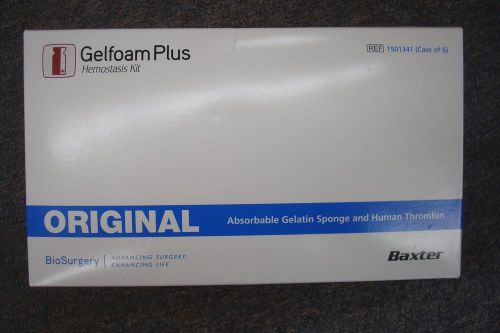 Gelfoam Plus
Hemostasis Kit
REF 1501341 (Case of 6)
ORIGINAL
Absorbable Gelatin Sponge and Human Thrombin
BioSurgery
ADVANCING SURGERY,
ENHANCING LIFE
Baxter